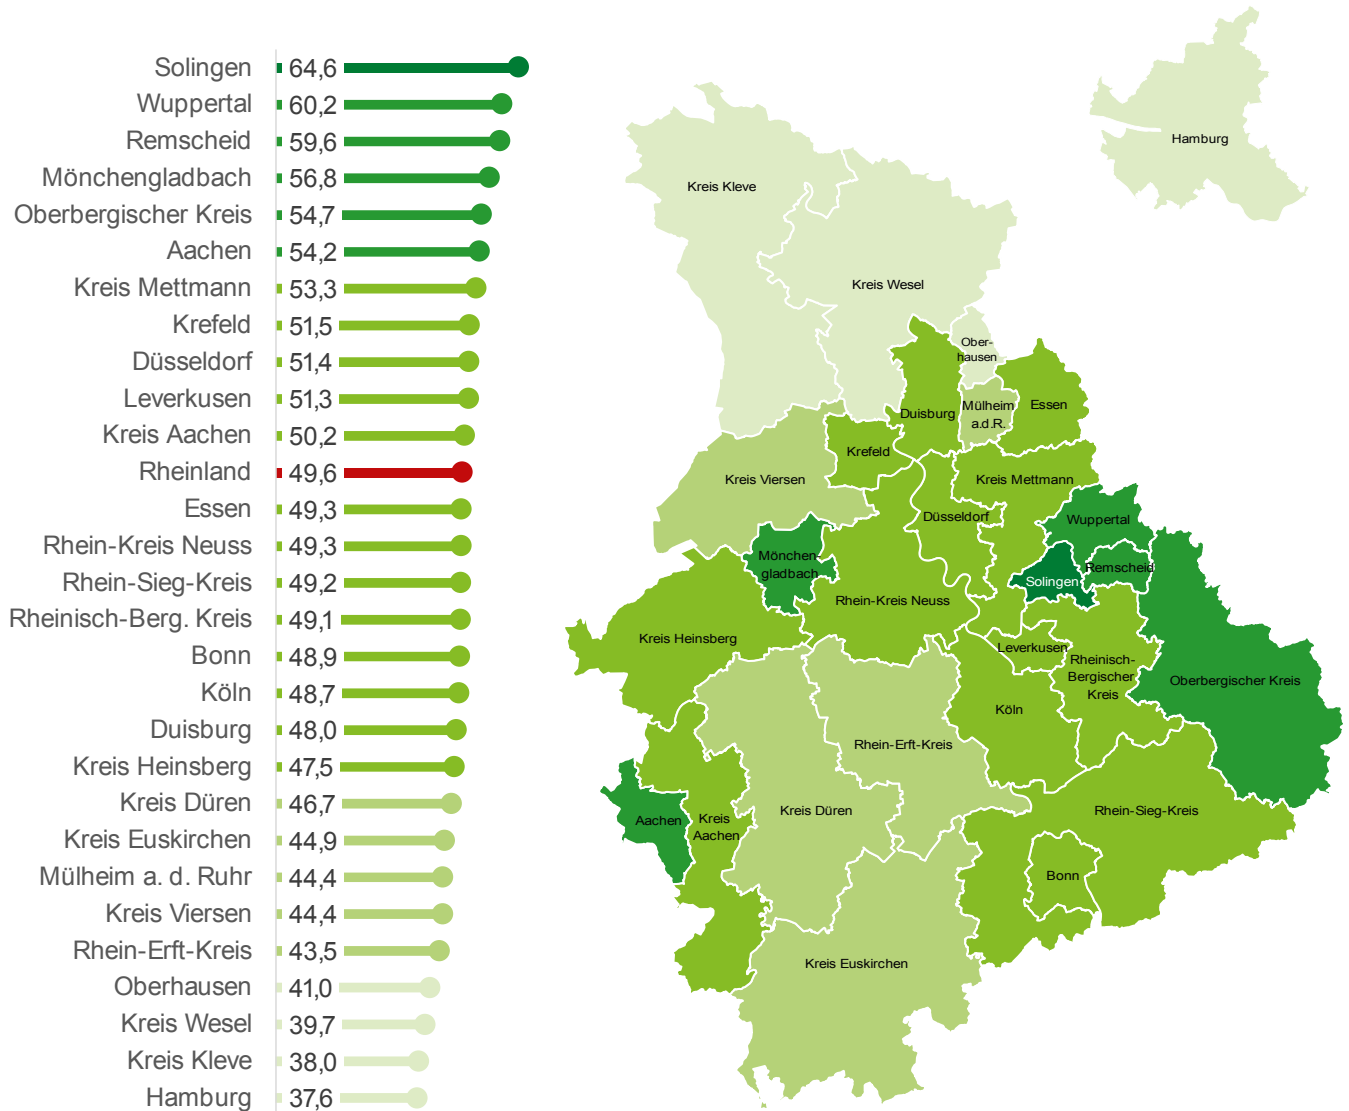 Solingen 64,6
Wuppertal 60,2
Remscheid 59,6
Mönchengladbach 56,8
Oberbergischer Kreis 54,7
Aachen 54,2
Kreis Mettmann 53,3
Krefeld 51,5
Düsseldorf 51,4
Leverkusen 51,3
Kreis Aachen 50,2
Rheinland 49,6
Essen 49,3
Rhein-Kreis Neuss 49,3
Rhein-Sieg-Kreis 49,2
Rheinisch-Berg. Kreis 49,1
Bonn 48,9
Köln 48,7
Duisburg 48,0
Kreis Heinsberg 47,5
Kreis Düren 46,7
Kreis Euskirchen 44,9
Mülheim a. d. Ruhr 44,4
Kreis Viersen 44,4
Rhein-Erft-Kreis 43,5
Oberhausen 41,0
Kreis Wesel 39,7
Kreis Kleve 38,0
Hamburg 37,6
Hamburg
Kreis Kleve
Kreis Wesel
Ober-
hausen
Mülheim
a.d.R.
Essen
Duisburg
Krefeld
Kreis Viersen
Kreis Mettmann
Düsseldorf
Wuppertal
Mönchen-
gladbach
Remscheid
Solingen
Rhein-Kreis Neuss
Kreis Heinsberg
Leverkusen
Rheinisch-
Bergischer
Kreis
Oberbergischer Kreis
Köln
Rhein-Erft-Kreis
Kreis Düren
Rhein-Sieg-Kreis
Aachen
Kreis
Aachen
Bonn
Kreis Euskirchen